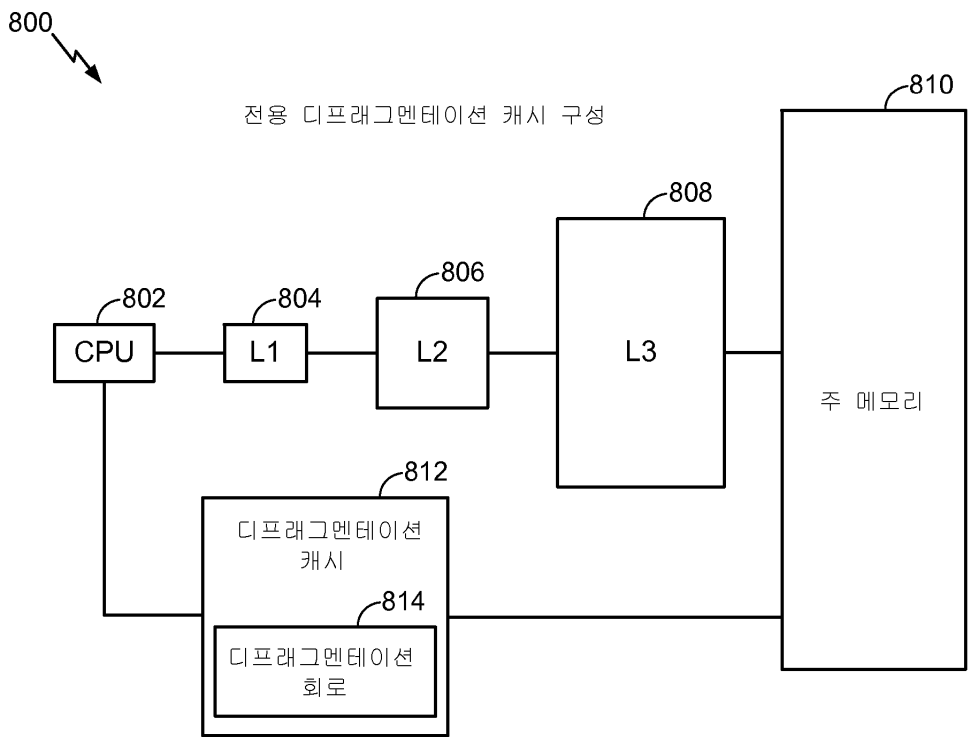 800
전용 디프래그멘테이션 캐시 구성
810
808
806
804
802
CPU
L1
L2
L3
주 메모리
812
디프래그멘테이션
캐시
814
디프래그멘테이션
회로